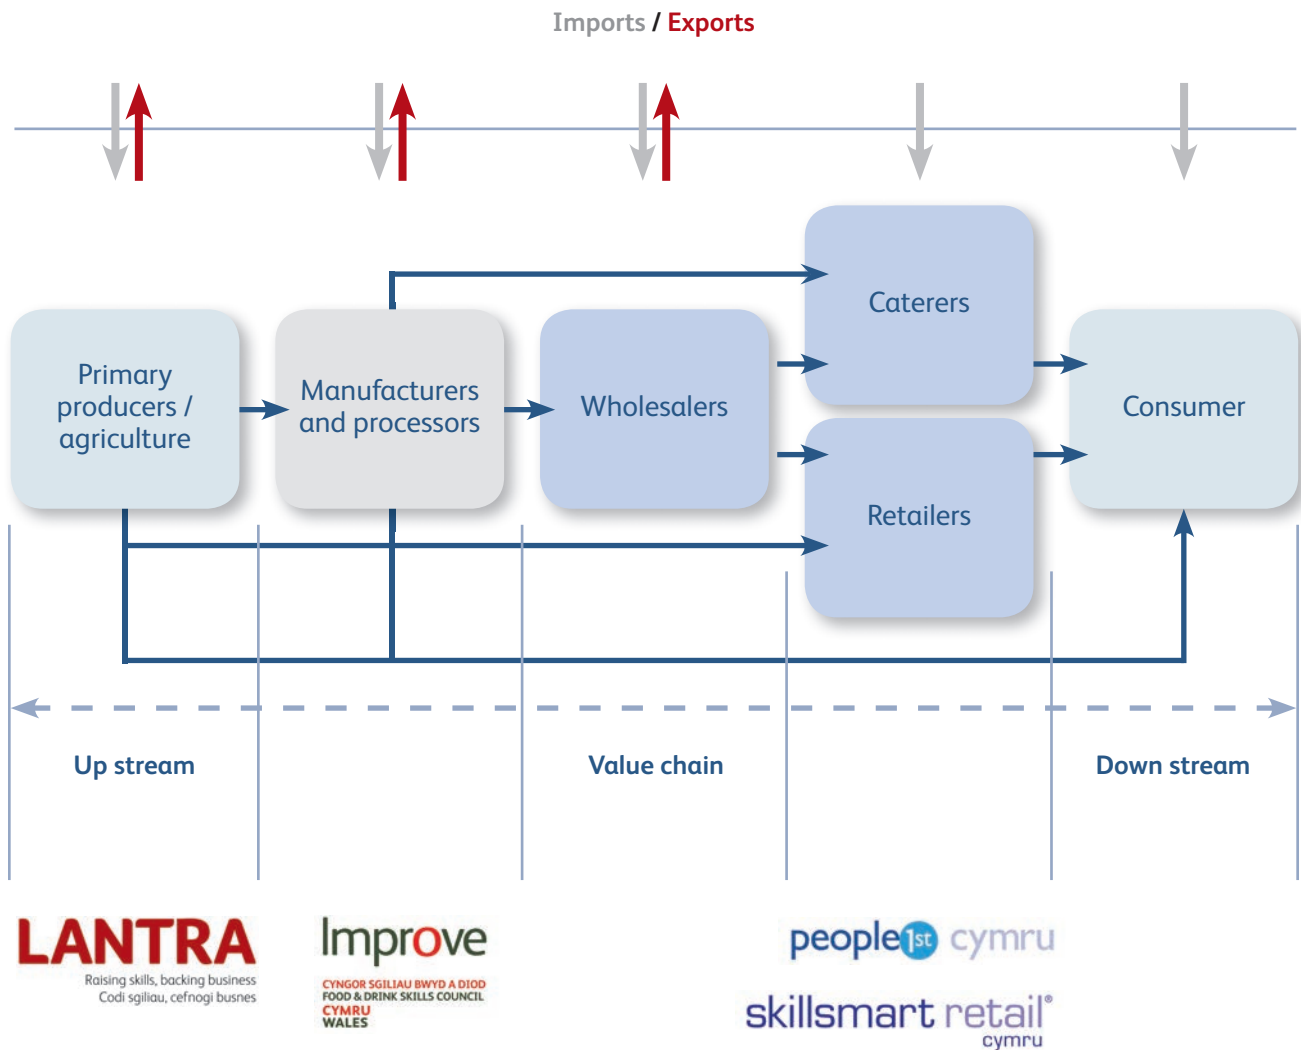 Imports / Exports
Primary
producers /
agriculture
Manufacturers
and processors
Wholesalers
Caterers
Retailers
Consumer
Up stream
Value chain
Down stream
LANTRA
Raising skills, backing business
Codi sgiliau, cefnogi busnes
Improve
CYNGOR SGILIAU BWYD A DIOD
FOOD & DRINK SKILLS COUNCIL
CYMRU
WALES
people 1st cymru
skillsmart retail®
cymru